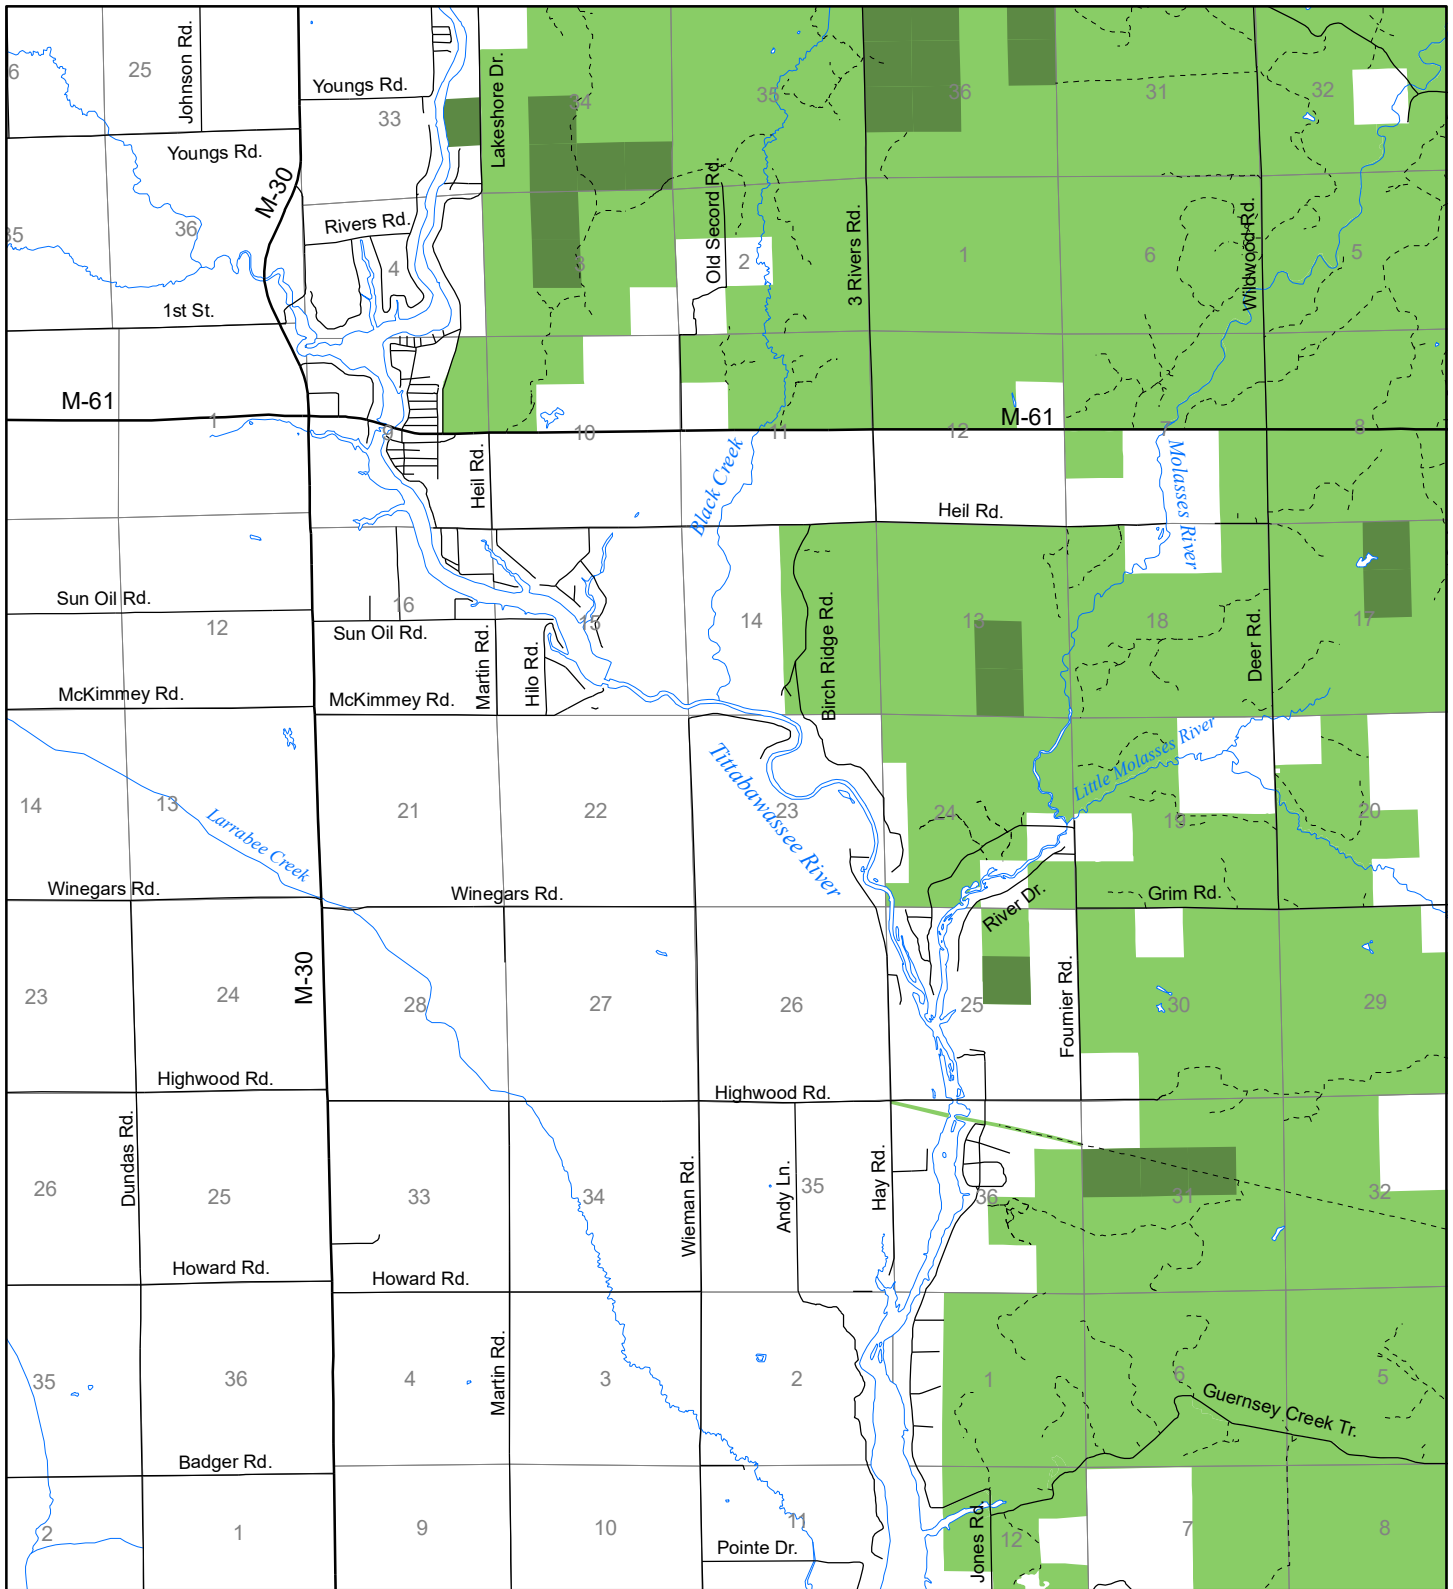 6
25
Johnson Rd.
Youngs Rd.
33
Lakeshore Dr.
34
35
36
31
32
Youngs Rd.
M-30
35
36
Rivers Rd.
4
3
Old Second Rd.
2
3 Rivers Rd.
1
6
Wildwood Rd.
5
1st St.
M-61
1
9
10
11
12
M-61
7
8
Heil Rd.
Black Creek
Heil Rd.
Molasses River
Sun Oil Rd.
12
16
Sun Oil Rd.
15
14
13
18
17
Martin Rd.
Hilo Rd.
Birch Ridge Rd.
Deer Rd.
McKimmey Rd.
McKimmey Rd.
14
13
Larrabee Creek
21
22
Tittabawassee River
23
24
Little Molasses River
19
20
Winegars Rd.
Winegars Rd.
River Dr.
Grim Rd.
23
24
M-30
28
27
26
25
Fournier Rd.
30
29
Highwood Rd.
Highwood Rd.
26
Dundas Rd.
25
33
34
Wieman Rd.
Andy Ln.
35
Hay Rd.
36
31
32
Howard Rd.
Howard Rd.
35
36
4
Martin Rd.
3
2
1
6
5
Guernsey Creek Tr.
Badger Rd.
2
1
9
10
11
Pointe Dr.
Jones Rd.
12
7
8